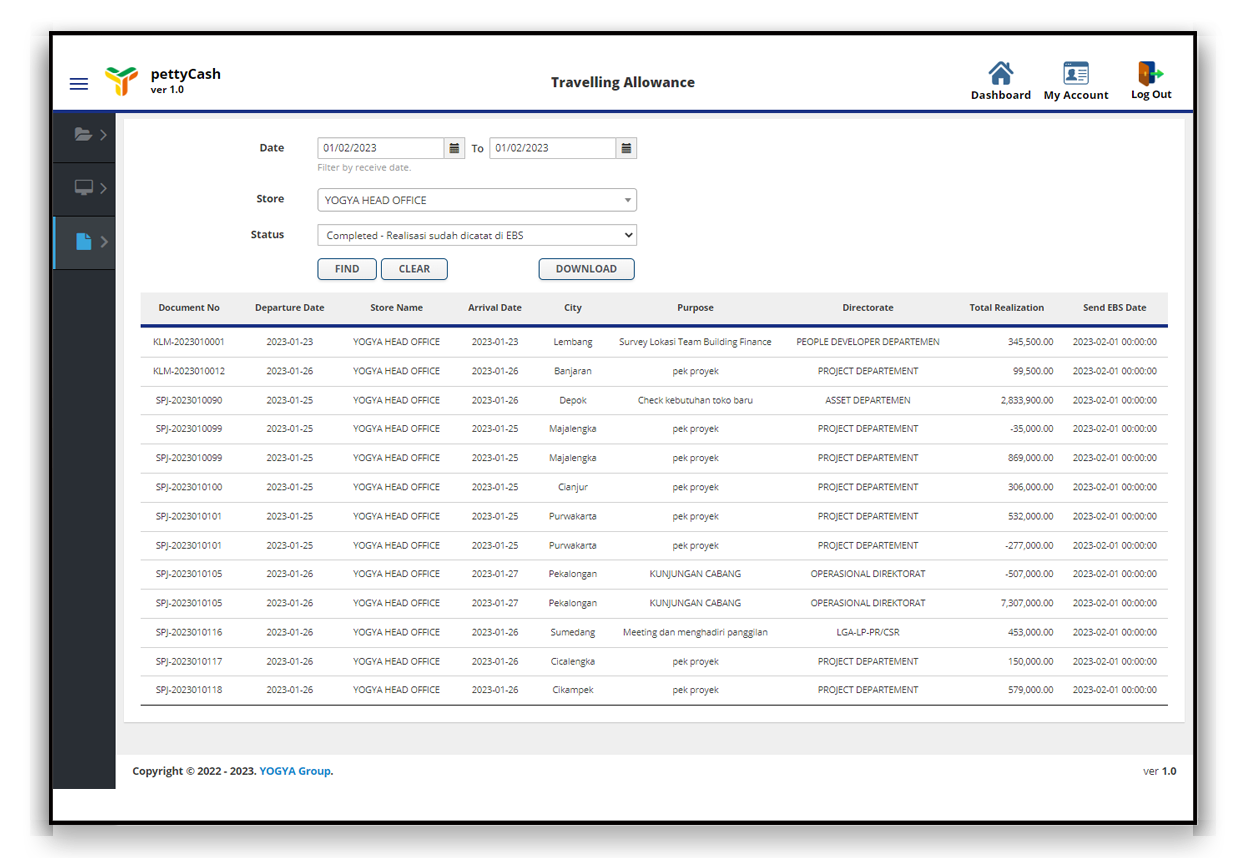 pettyCash
ver 1.0
Travelling Allowance
Dashboard My Account Log Out
Date 01/02/2023 To 01/02/2023
Filter by receive date.
Store YOGYA HEAD OFFICE
Status Completed - Realisasi sudah dicatat di EBS
FIND CLEAR DOWNLOAD
Document No Departure Date Store Name Arrival Date City Purpose Directorate Total Realization Send EBS Date
KLM-2023010001 2023-01-23 YOGYA HEAD OFFICE 2023-01-23 Lembang Survey Lokasi Team Building Finance PEOPLE DEVELOPER DEPARTEMEN 345,500.00 2023-02-01 00:00:00
KLM-2023010012 2023-01-26 YOGYA HEAD OFFICE 2023-01-26 Banjaran pek proyek PROJECT DEPARTEMENT 99,500.00 2023-02-01 00:00:00
SPJ-2023010090 2023-01-25 YOGYA HEAD OFFICE 2023-01-26 Depok Check kebutuhan toko baru ASSET DEPARTEMEN 2,833,900.00 2023-02-01 00:00:00
SPJ-2023010099 2023-01-25 YOGYA HEAD OFFICE 2023-01-25 Majalengka pek proyek PROJECT DEPARTEMENT -35,000.00 2023-02-01 00:00:00
SPJ-2023010099 2023-01-25 YOGYA HEAD OFFICE 2023-01-25 Majalengka pek proyek PROJECT DEPARTEMENT 869,000.00 2023-02-01 00:00:00
SPJ-2023010100 2023-01-25 YOGYA HEAD OFFICE 2023-01-25 Cianjur pek proyek PROJECT DEPARTEMENT 306,000.00 2023-02-01 00:00:00
SPJ-2023010101 2023-01-25 YOGYA HEAD OFFICE 2023-01-25 Purwakarta pek proyek PROJECT DEPARTEMENT 532,000.00 2023-02-01 00:00:00
SPJ-2023010101 2023-01-25 YOGYA HEAD OFFICE 2023-01-25 Purwakarta pek proyek PROJECT DEPARTEMENT -277,000.00 2023-02-01 00:00:00
SPJ-2023010105 2023-01-26 YOGYA HEAD OFFICE 2023-01-27 Pekalongan KUNJUNGAN CABANG OPERASIONAL DIREKTORAT -507,000.00 2023-02-01 00:00:00
SPJ-2023010105 2023-01-26 YOGYA HEAD OFFICE 2023-01-27 Pekalongan KUNJUNGAN CABANG OPERASIONAL DIREKTORAT 7,307,000.00 2023-02-01 00:00:00
SPJ-2023010116 2023-01-26 YOGYA HEAD OFFICE 2023-01-26 Sumedang Meeting dan menghadiri panggilan LGA-LP-PR/CSR 453,000.00 2023-02-01 00:00:00
SPJ-2023010117 2023-01-26 YOGYA HEAD OFFICE 2023-01-26 Cicalengka pek proyek PROJECT DEPARTEMENT 150,000.00 2023-02-01 00:00:00
SPJ-2023010118 2023-01-26 YOGYA HEAD OFFICE 2023-01-26 Cikampek pek proyek PROJECT DEPARTEMENT 579,000.00 2023-02-01 00:00:00
Copyright © 2022 - 2023. YOGYA Group. ver 1.0